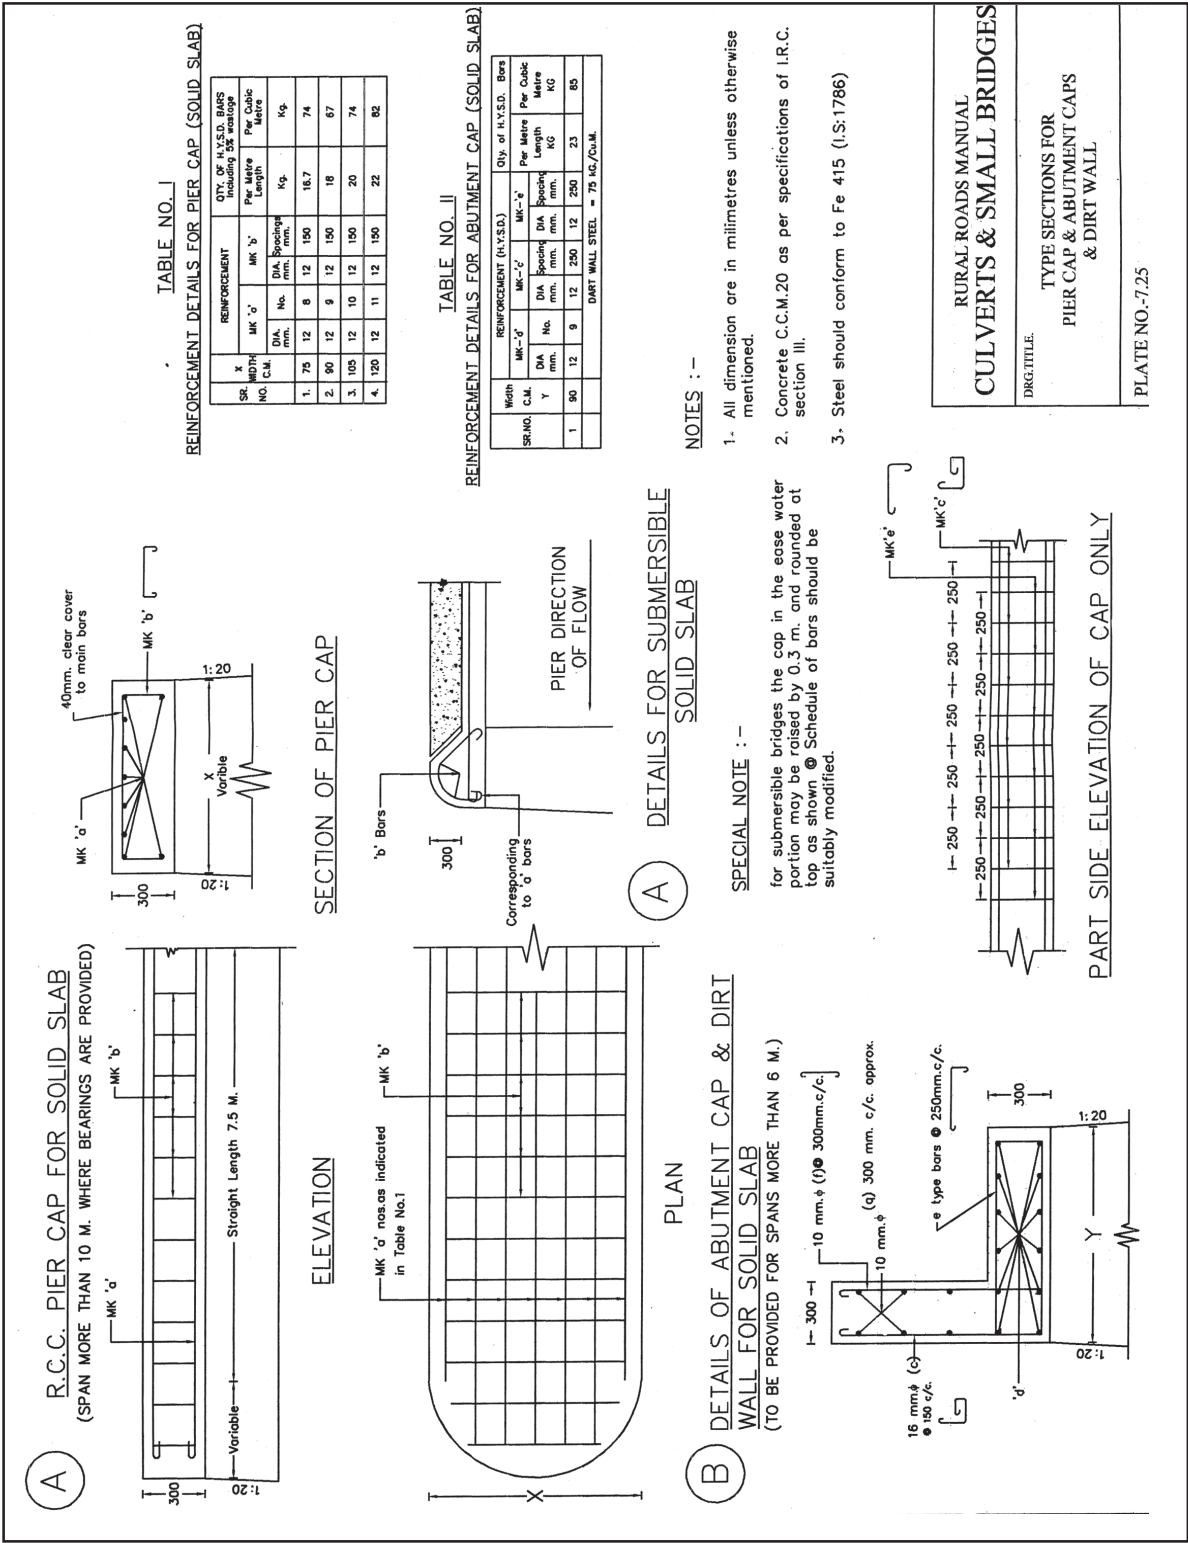 A
R.C.C. PIER CAP FOR SOLID SLAB
(SPAN MORE THAN 10 M. WHERE BEARINGS ARE PROVIDED)
MK 'a'
MK 'b'
300
Variable
Straight Length 7.5 M.
1:20
ELEVATION
MK 'a' nos.as indicated
in Table No.1
MK 'b'
X
PLAN
MK 'a'
40mm. clear cover
to main bars
MK 'b'
300
X
Varible
1:20
1:20
SECTION OF PIER CAP
'b' Bars
300
Corresponding
to 'a' bars
PIER DIRECTION
OF FLOW
A
DETAILS FOR SUBMERSIBLE
SOLID SLAB
SPECIAL NOTE :-
for submersible bridges the cap in the ease water
portion may be raised by 0.3 m. and rounded at
top as shown @ Schedule of bars should be
suitably modified.
TABLE NO. I
REINFORCEMENT DETAILS FOR PIER CAP (SOLID SLAB)
SR. NO. X WIDTH C.M. REINFORCEMENT QTY. OF H.Y.S.D. BARS Including 5% wastage
MK 'a' MK 'b' Per Metre Length Per Cubic Metre
DIA. mm. No. DIA. mm. Spacings mm. Kg. Kg.
1. 75 12 8 12 150 16.7 74
2. 90 12 9 12 150 18 67
3. 105 12 10 12 150 20 74
4. 120 12 11 12 150 22 82
TABLE NO. II
REINFORCEMENT DETAILS FOR ABUTMENT CAP (SOLID SLAB)
SR.NO. Width C.M. Y REINFORCEMENT (H.Y.S.D.) Qty. of H.Y.S.D. Bars
MK-'d' MK-'c' MK-'e' Per Metre Length KG Per Cubic Metre KG
DIA mm. No. DIA mm. Spacing mm. DIA mm. Spacing mm.
1 90 12 9 12 250 12 250 23 85
DART WALL STEEL = 75 KG./Cu.M.
NOTES :-
1- All dimension are in milimetres unless otherwise
mentioned.
2. Concrete C.C.M.20 as per specifications of I.R.C.
section III.
3- Steel should conform to Fe 415 (I.S:1786)
B
DETAILS OF ABUTMENT CAP & DIRT
WALL FOR SOLID SLAB
(TO BE PROVIDED FOR SPANS MORE THAN 6 M.)
300
10 mm.ϕ (f)@ 300mm.c/c.
10 mm.ϕ (q) 300 mm. c/c. approx.
e type bars @ 250mm.c/c.
16 mm.ϕ (c)
@ 150 c/c.
'd'
300
Y
1:20
1:20
250 250 250 250 250 250
250 250 250 250 250
MK'e'
MK'c'
PART SIDE ELEVATION OF CAP ONLY
RURAL ROADS MANUAL
CULVERTS & SMALL BRIDGES
DRG.TITLE.
TYPE SECTIONS FOR
PIER CAP & ABUTMENT CAPS
& DIRT WALL
PLATE NO.-7.25